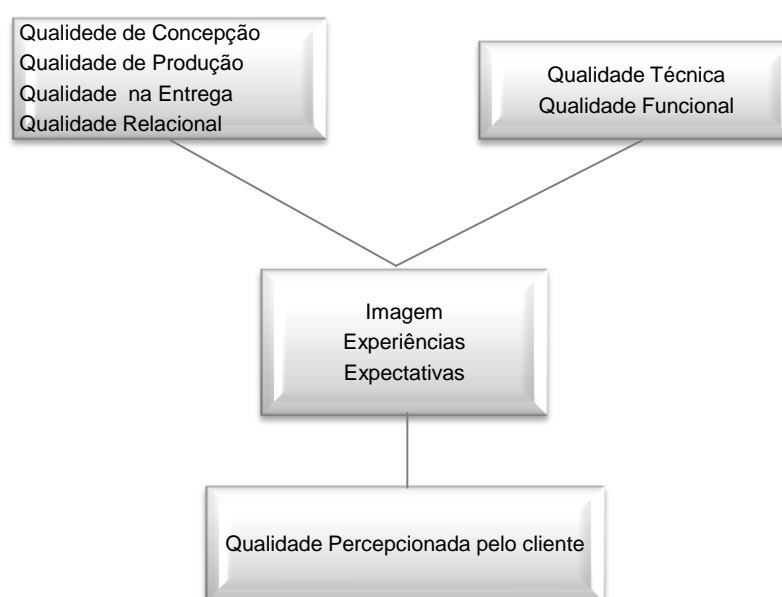 Qualidede de Concepção
Qualidade de Produção
Qualidade na Entrega
Qualidade Relacional
Qualidade Técnica
Qualidade Funcional
Imagem
Experiências
Expectativas
Qualidade Percepcionada pelo cliente